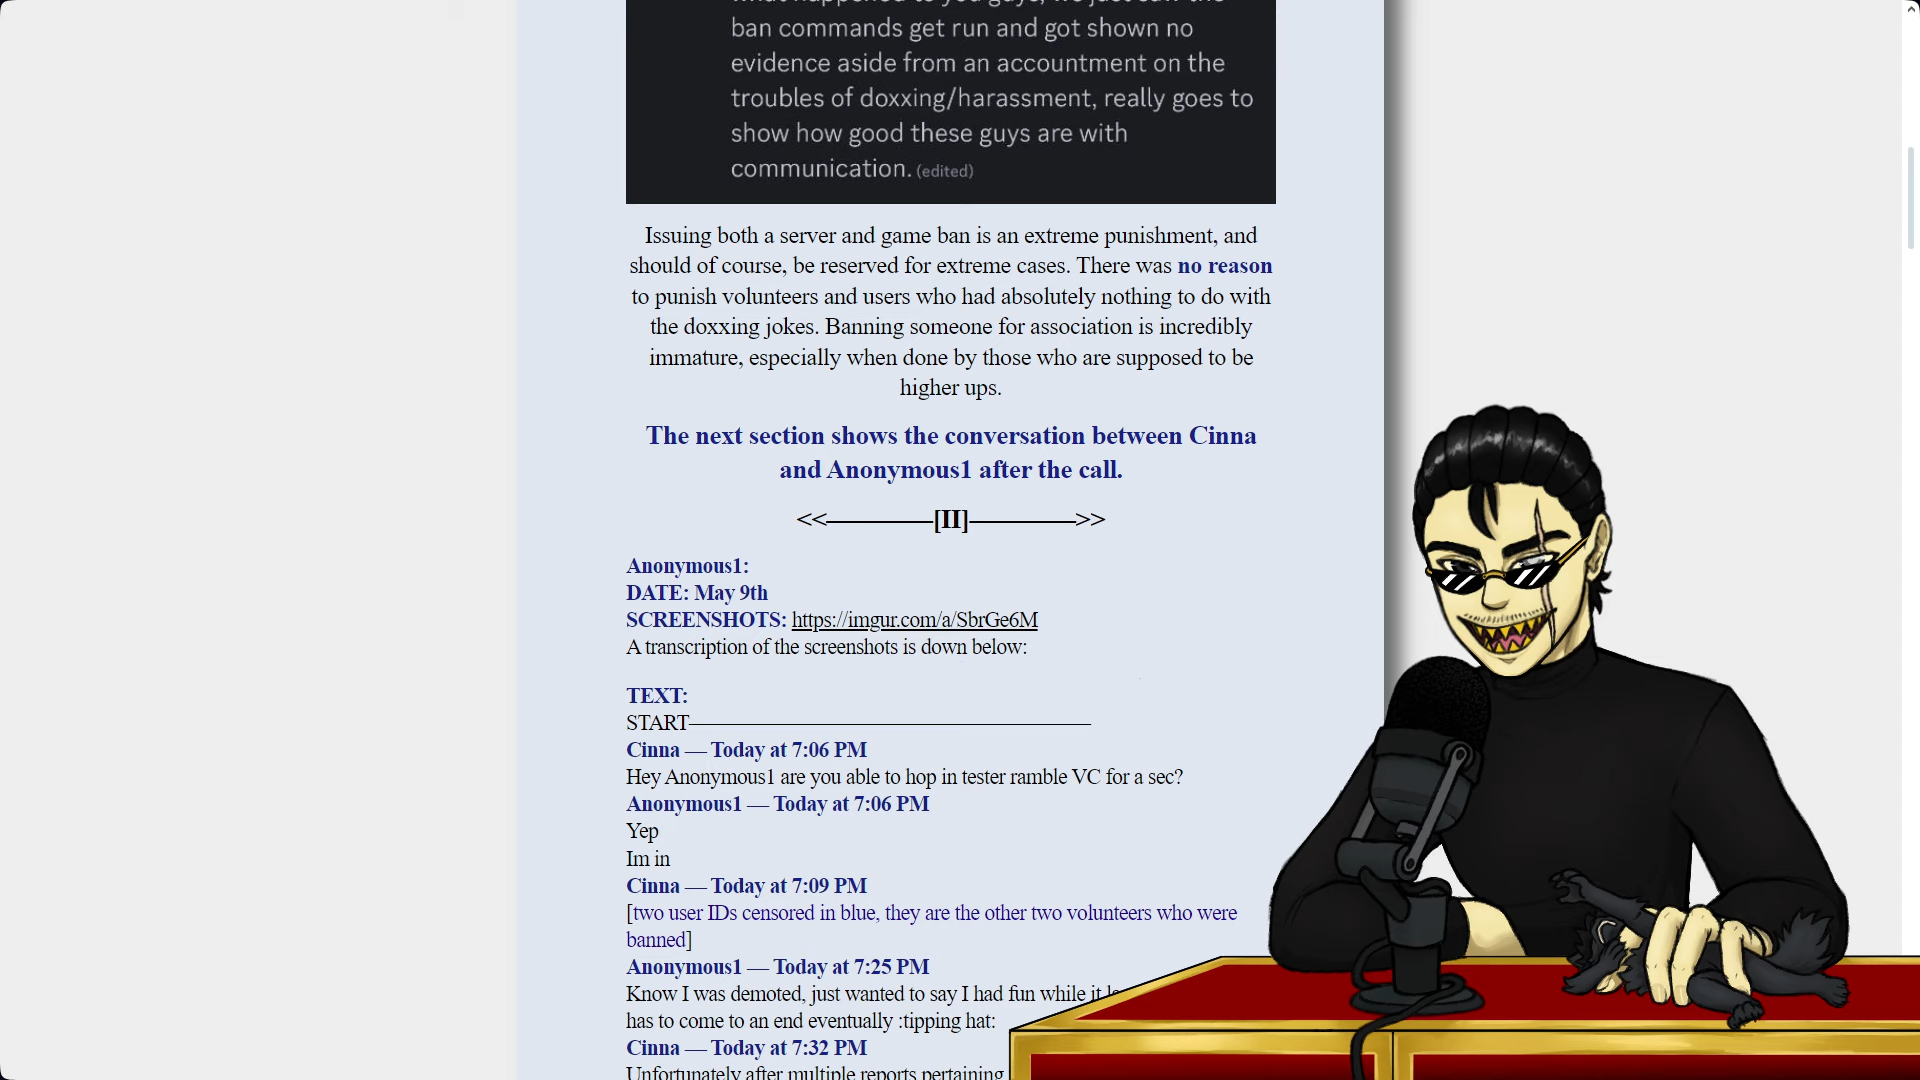 ban commands get run and got shown no
evidence aside from an accountment on the
troubles of doxxing/harassment, really goes to
show how good these guys are with
communication. (edited)
Issuing both a server and game ban is an extreme punishment, and
should of course, be reserved for extreme cases. There was no reason
to punish volunteers and users who had absolutely nothing to do with
the doxxing jokes. Banning someone for association is incredibly
immature, especially when done by those who are supposed to be
higher ups.
The next section shows the conversation between Cinna
and Anonymous1 after the call.
<<————[II]————>>
Anonymous1:
DATE: May 9th
SCREENSHOTS: https://imgur.com/a/SbrGe6M
A transcription of the screenshots is down below:
TEXT:
START———————————————
Cinna — Today at 7:06 PM
Hey Anonymous1 are you able to hop in tester ramble VC for a sec?
Anonymous1 — Today at 7:06 PM
Yep
Im in
Cinna — Today at 7:09 PM
[two user IDs censored in blue, they are the other two volunteers who were
banned]
Anonymous1 — Today at 7:25 PM
Know I was demoted, just wanted to say I had fun while it
has to come to an end eventually :tipping hat:
Cinna — Today at 7:32 PM
Unfortunately after multiple reports pertaining